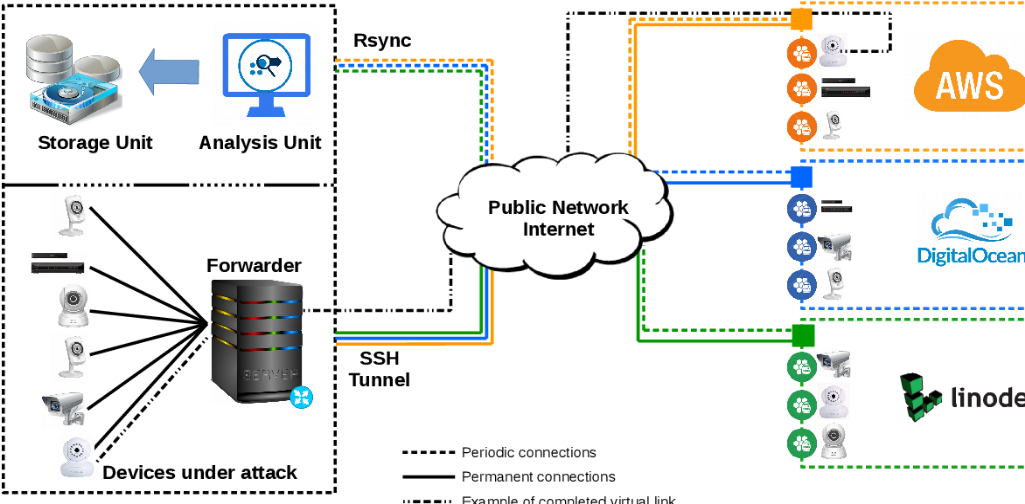 Rsync
AWS
Storage Unit
Analysis Unit
Public Network
Internet
DigitalOcean
Forwarder
SERVER
SSH
Tunnel
linode
Devices under attack
Periodic connections
Permanent connections
Example of completed virtual link